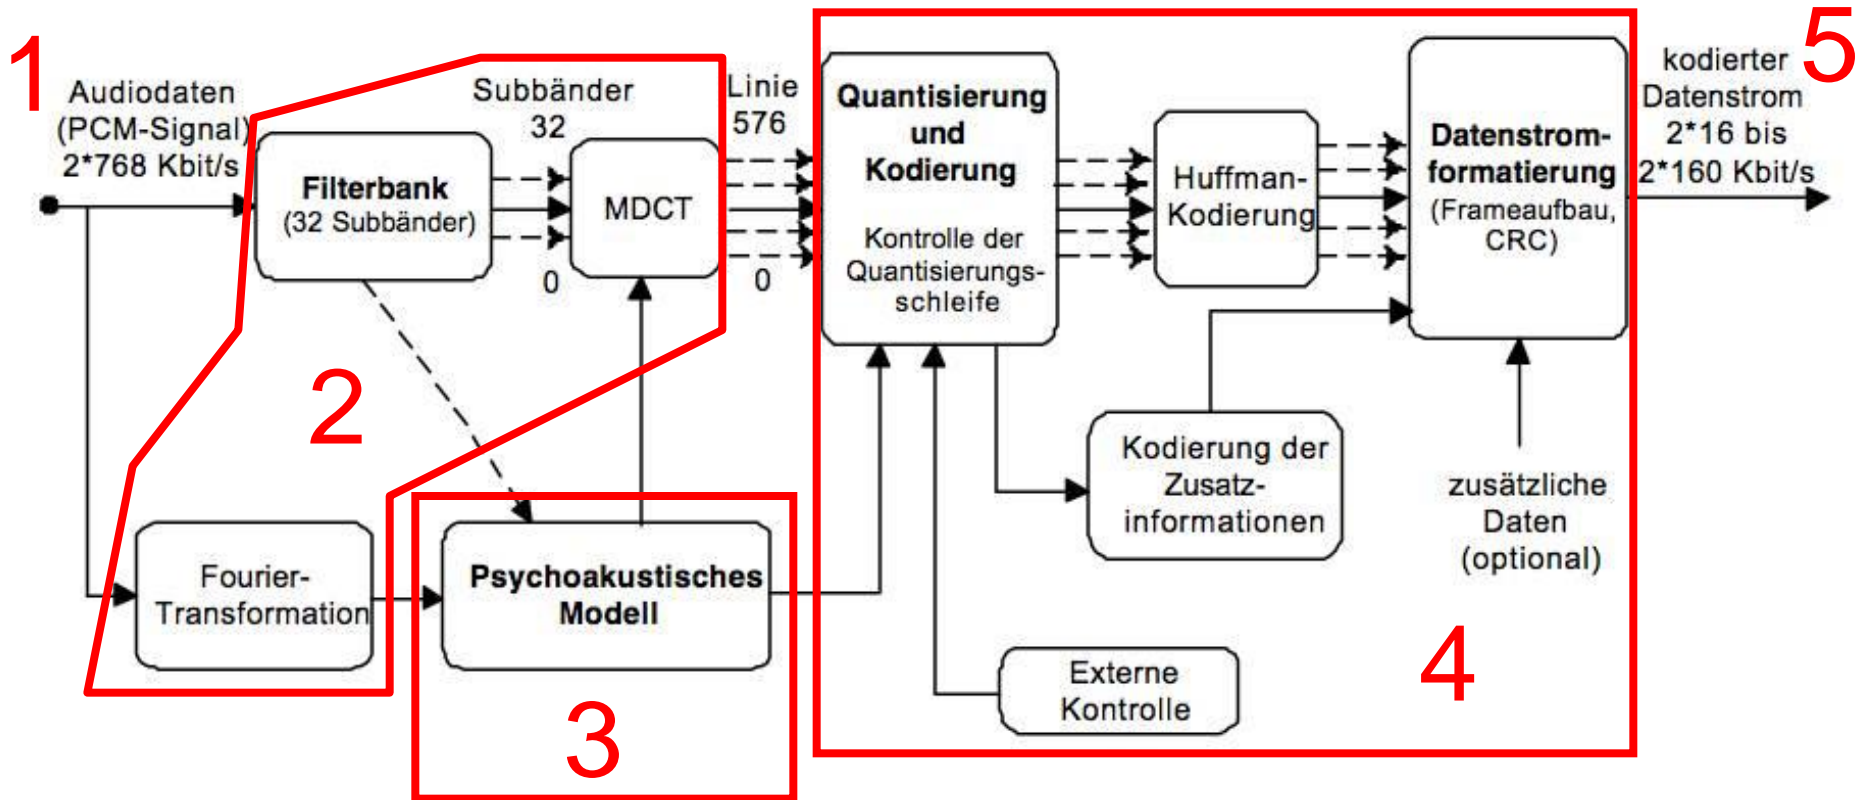 1
Audiodaten
(PCM-Signal)
2*768 Kbit/s
Filterbank
(32 Subbänder)
Subbänder
32
0
MDCT
Linie
576
0
2
Fourier-
Transformation
Psychoakustisches
Modell
3
Quantisierung
und
Kodierung
Kontrolle der
Quantisierungs-
schleife
Huffman-
Kodierung
Datenstrom-
formatierung
(Frameaufbau,
CRC)
Kodierung der
Zusatz-
informationen
zusätzliche
Daten
(optional)
Externe
Kontrolle
4
5
kodierter
Datenstrom
2*16 bis
2*160 Kbit/s